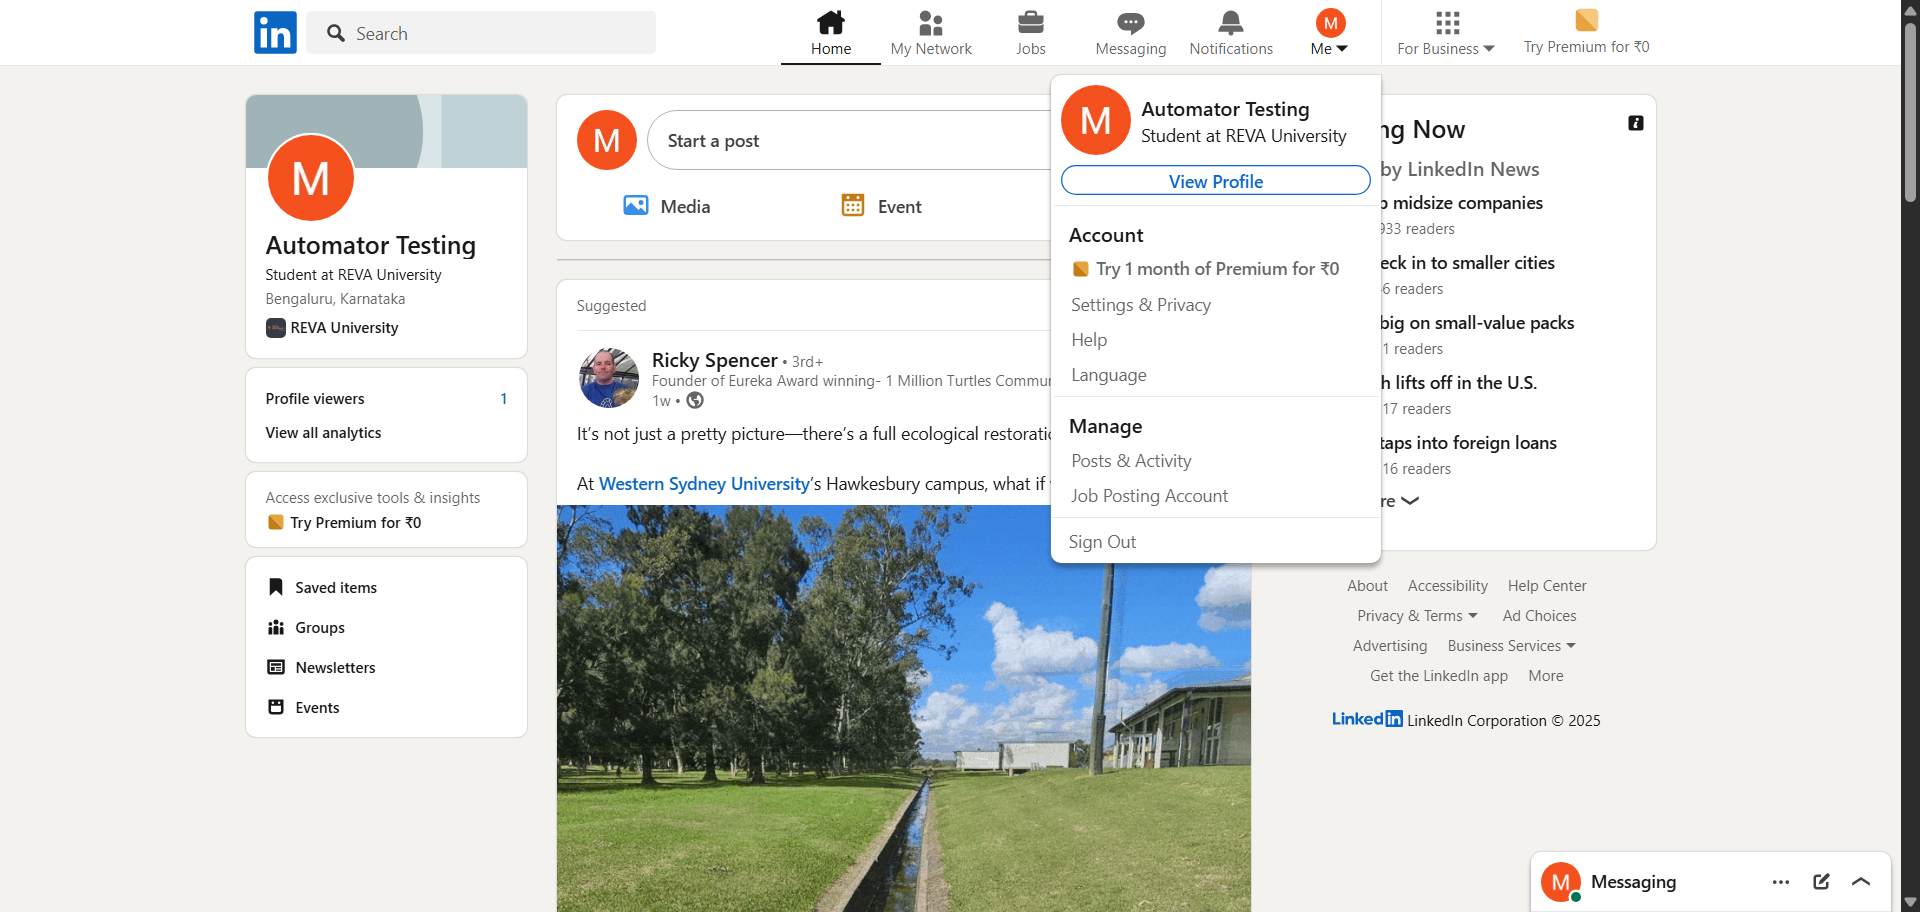 in
Search
Home
My Network
Jobs
Messaging
Notifications
M
Me
For Business
Try Premium for ₹0
M
Automator Testing
Student at REVA University
Bengaluru, Karnataka
REVA University
Profile viewers 1
View all analytics
Access exclusive tools & insights
Try Premium for ₹0
Saved items
Groups
Newsletters
Events
M
Start a post
Media
Event
Suggested
Ricky Spencer • 3rd+
Founder of Eureka Award winning- 1 Million Turtles Commu
1w •
It’s not just a pretty picture—there’s a full ecological restorati
At Western Sydney University’s Hawkesbury campus, what if
M
Automator Testing
Student at REVA University
View Profile
Account
Try 1 month of Premium for ₹0
Settings & Privacy
Help
Language
Manage
Posts & Activity
Job Posting Account
Sign Out
ng Now
by LinkedIn News
midsize companies
933 readers
eck in to smaller cities
6 readers
big on small-value packs
1 readers
h lifts off in the U.S.
17 readers
taps into foreign loans
16 readers
re
About
Accessibility
Help Center
Privacy & Terms
Ad Choices
Advertising
Business Services
Get the LinkedIn app
More
LinkedIn LinkedIn Corporation © 2025
M
Messaging